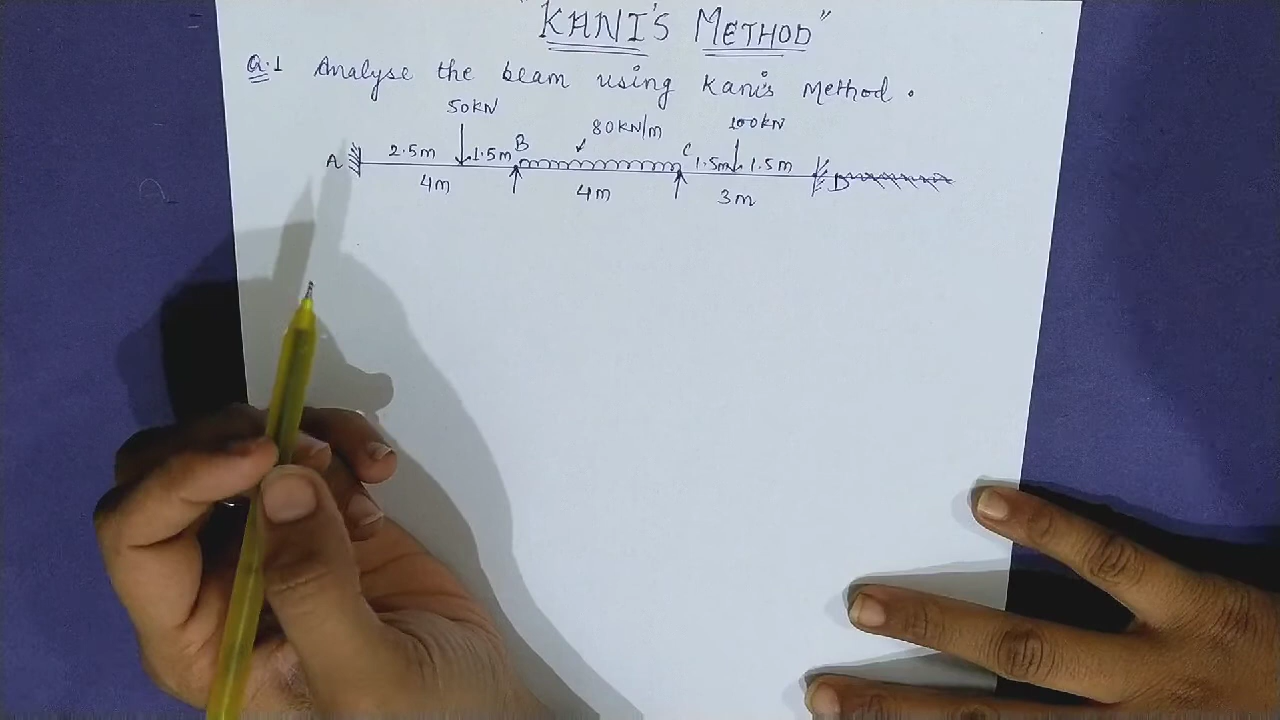 "KANI'S METHOD"
Q.1 Analyse the beam using Kani's Method.
50KN
80KN/m
100KN
A 2.5m 1.5m B C 1.5m 1.5m D
4m 4m 3m